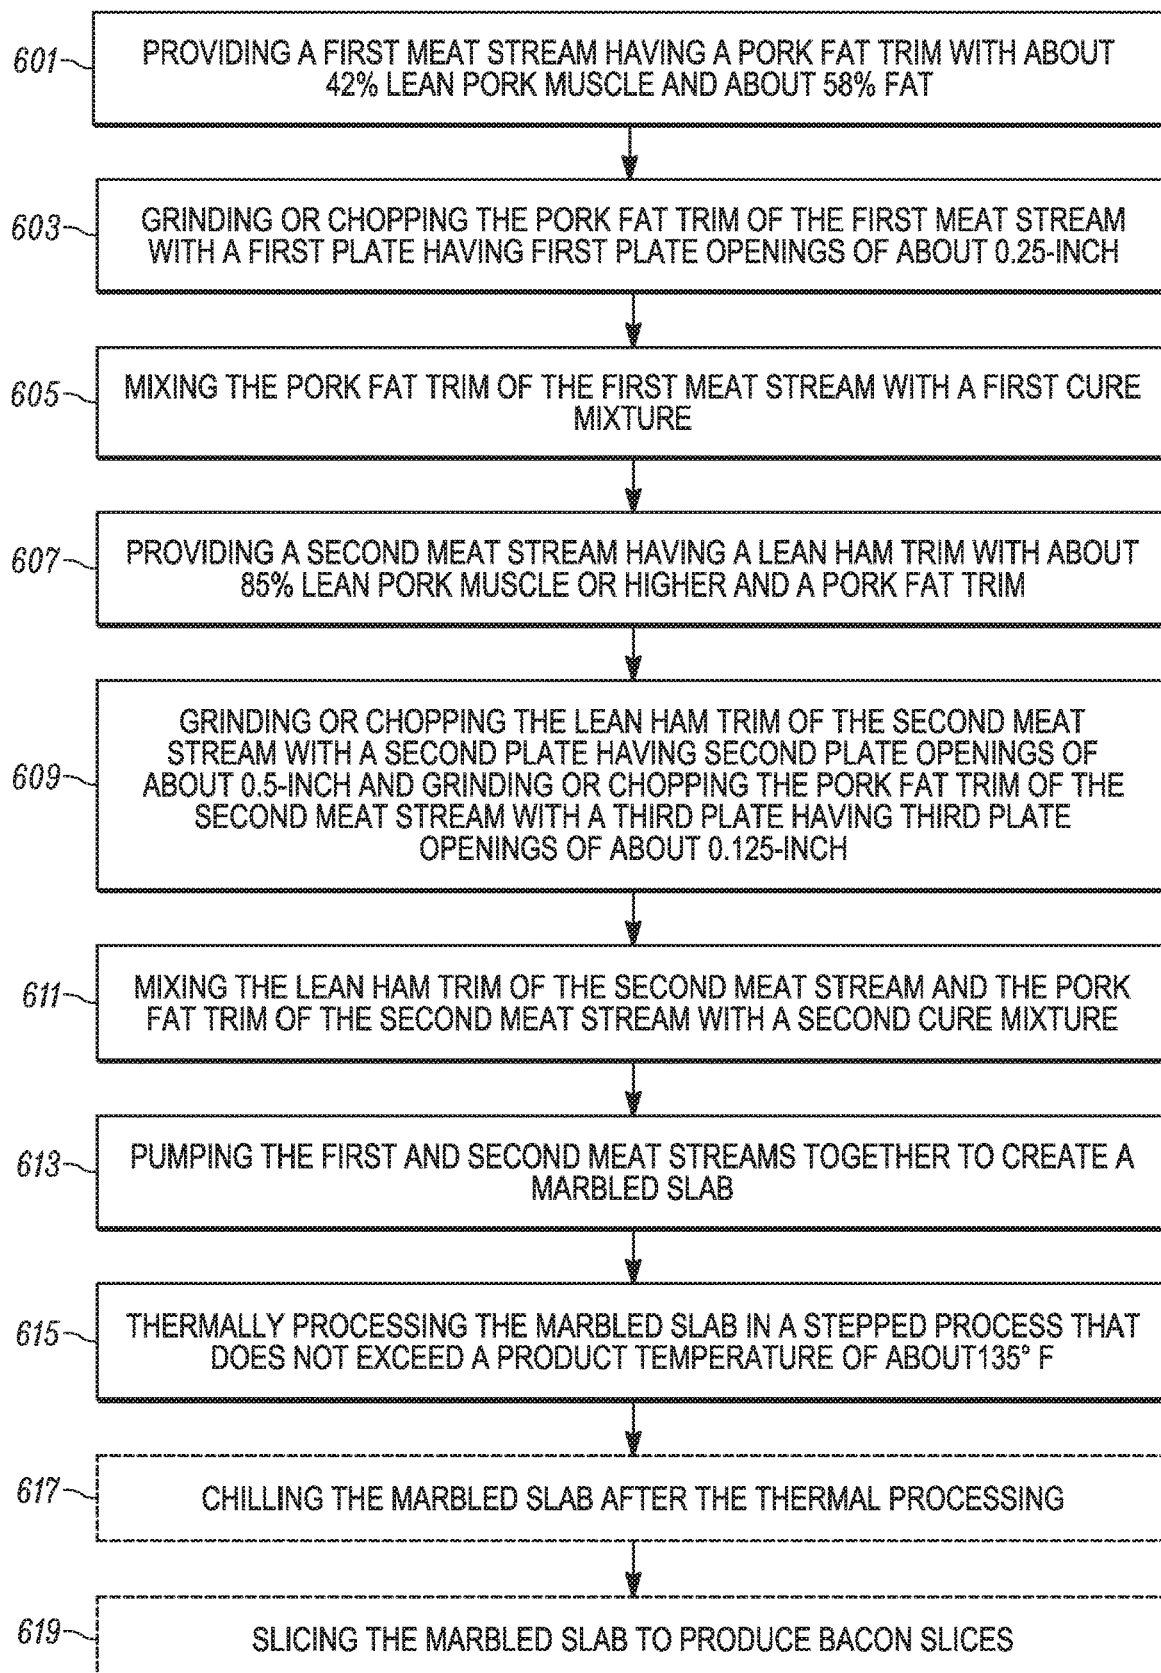 601
PROVIDING A FIRST MEAT STREAM HAVING A PORK FAT TRIM WITH ABOUT
42% LEAN PORK MUSCLE AND ABOUT 58% FAT
603
GRINDING OR CHOPPING THE PORK FAT TRIM OF THE FIRST MEAT STREAM
WITH A FIRST PLATE HAVING FIRST PLATE OPENINGS OF ABOUT 0.25-INCH
605
MIXING THE PORK FAT TRIM OF THE FIRST MEAT STREAM WITH A FIRST CURE
MIXTURE
607
PROVIDING A SECOND MEAT STREAM HAVING A LEAN HAM TRIM WITH ABOUT
85% LEAN PORK MUSCLE OR HIGHER AND A PORK FAT TRIM
609
GRINDING OR CHOPPING THE LEAN HAM TRIM OF THE SECOND MEAT
STREAM WITH A SECOND PLATE HAVING SECOND PLATE OPENINGS OF
ABOUT 0.5-INCH AND GRINDING OR CHOPPING THE PORK FAT TRIM OF THE
SECOND MEAT STREAM WITH A THIRD PLATE HAVING THIRD PLATE
OPENINGS OF ABOUT 0.125-INCH
611
MIXING THE LEAN HAM TRIM OF THE SECOND MEAT STREAM AND THE PORK
FAT TRIM OF THE SECOND MEAT STREAM WITH A SECOND CURE MIXTURE
613
PUMPING THE FIRST AND SECOND MEAT STREAMS TOGETHER TO CREATE A
MARBLED SLAB
615
THERMALLY PROCESSING THE MARBLED SLAB IN A STEPPED PROCESS THAT
DOES NOT EXCEED A PRODUCT TEMPERATURE OF ABOUT135° F
617
CHILLING THE MARBLED SLAB AFTER THE THERMAL PROCESSING
619
SLICING THE MARBLED SLAB TO PRODUCE BACON SLICES